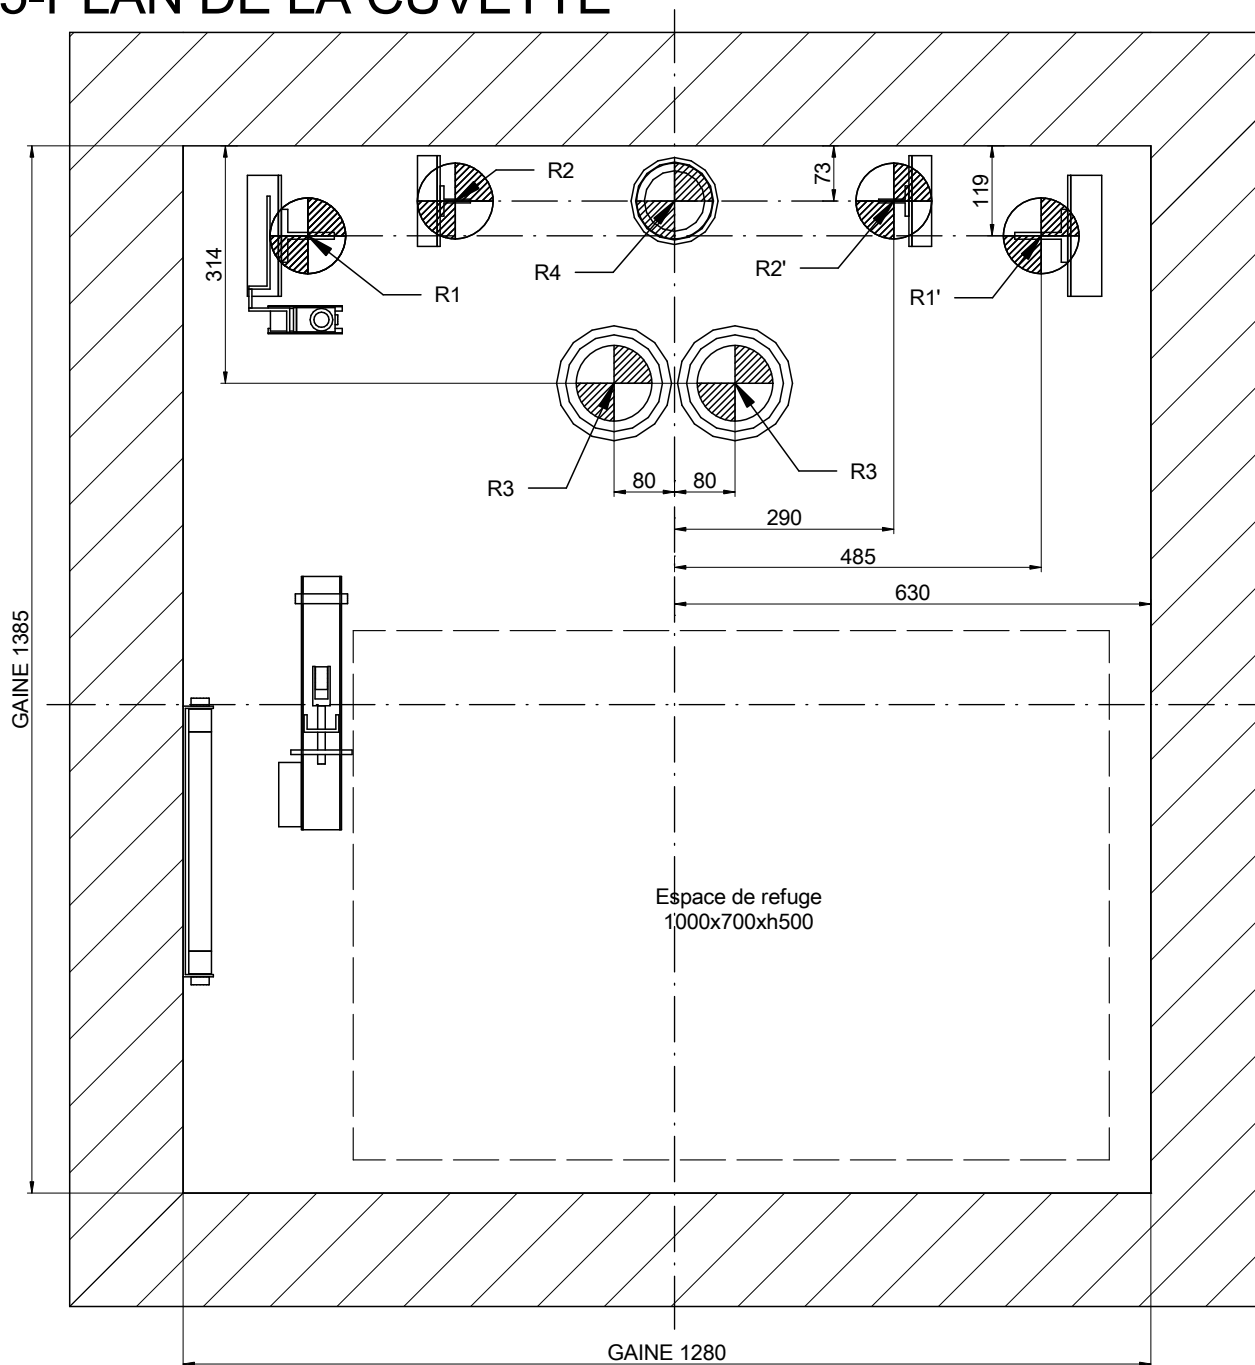 5-PLAN DE LA CUVETTE
R2
73
119
R4
R2'
314
R1
R1'
R3
80
80
R3
290
485
630
GAINE 1385
Espace de refuge
1000x700xh500
GAINE 1280